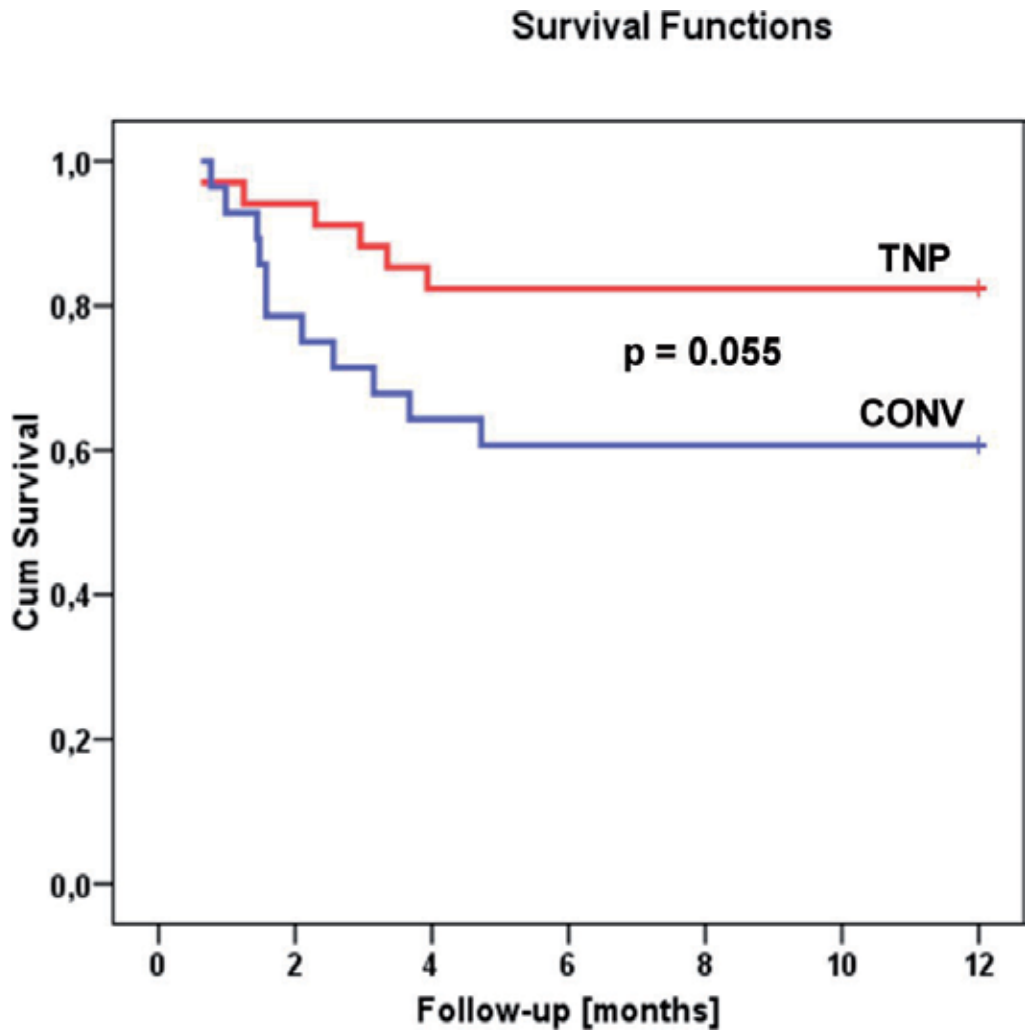 Survival Functions
1,0
0,8
0,6
0,4
0,2
0,0
Cum Survival
TNP
p = 0.055
CONV
0 2 4 6 8 10 12
Follow-up [months]